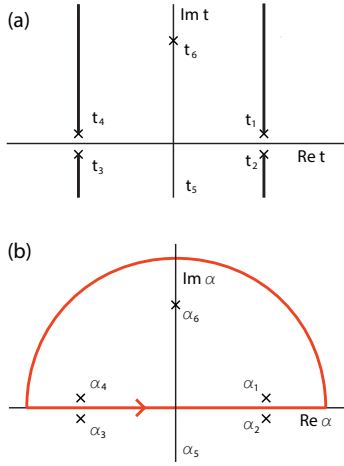 (a)
Im t
t₆
t₄
t₁
Re t
t₃
t₂
t₅
(b)
Im α
α₆
α₄
α₁
α₃
α₂
Re α
α₅